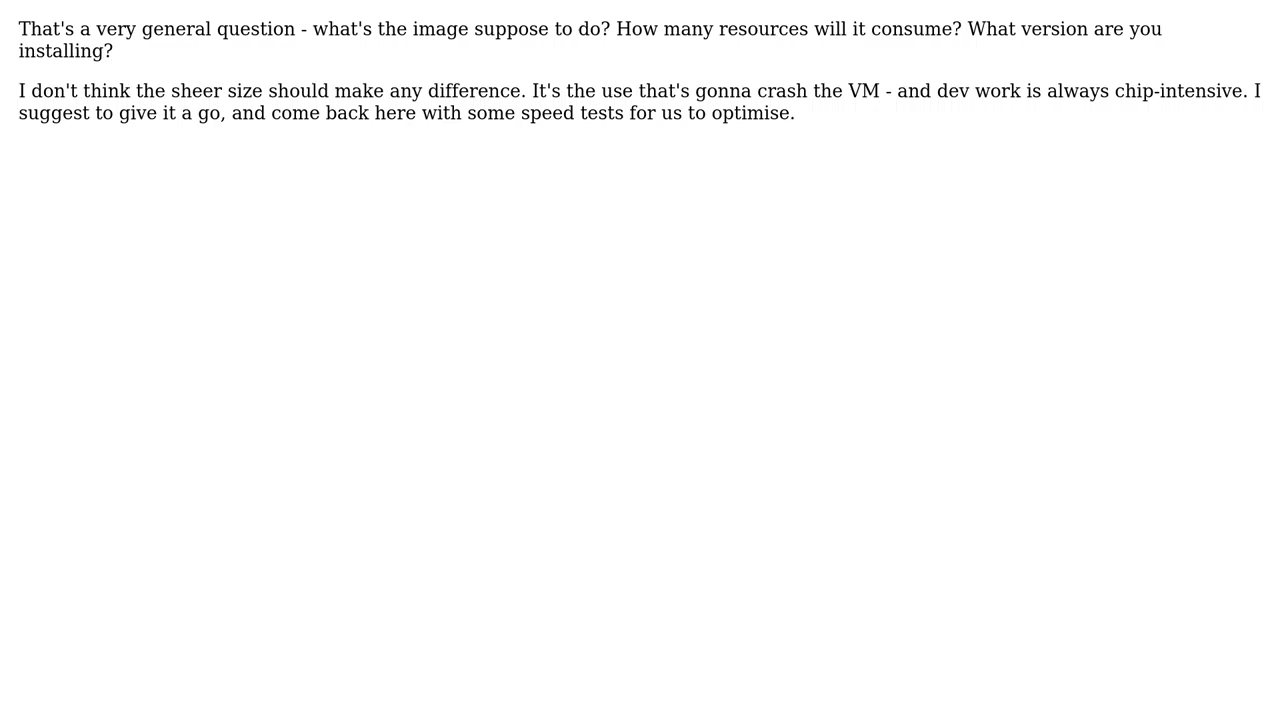 That's a very general question - what's the image suppose to do? How many resources will it consume? What version are you
installing?
I don't think the sheer size should make any difference. It's the use that's gonna crash the VM - and dev work is always chip-intensive. I
suggest to give it a go, and come back here with some speed tests for us to optimise.